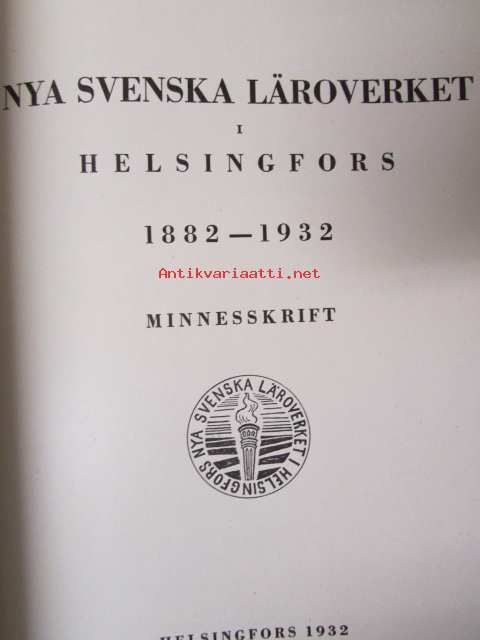 NYA SVENSKA LÄROVERKET
I
HELSINGFORS
1882—1932
Antikvariaatti.net
MINNESSKRIFT
NYA SVENSKA LÄROVERKET I HELSINGFORS
HELSINGFORS 1932